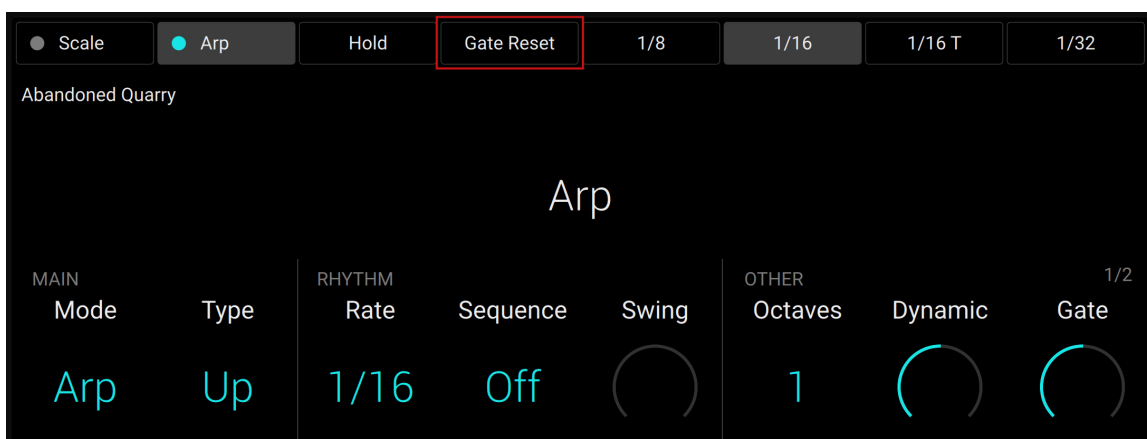 Scale Arp Hold Gate Reset 1/8 1/16 1/16 T 1/32
Abandoned Quarry
Arp
MAIN RHYTHM OTHER 1/2
Mode Type Rate Sequence Swing Octaves Dynamic Gate
Arp Up 1/16 Off 1